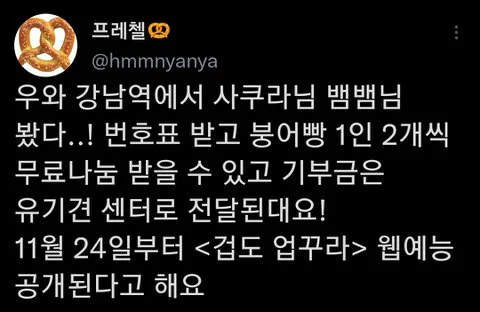 프레첼🥨
@hmmnyanya
우와 강남역에서 사쿠라님 뱀뱀님
봤다..! 번호표 받고 붕어빵 1인 2개씩
무료나눔 받을 수 있고 기부금은
유기견 센터로 전달된대요!
11월 24일부터 <겁도 업꾸라> 웹예능
공개된다고 해요